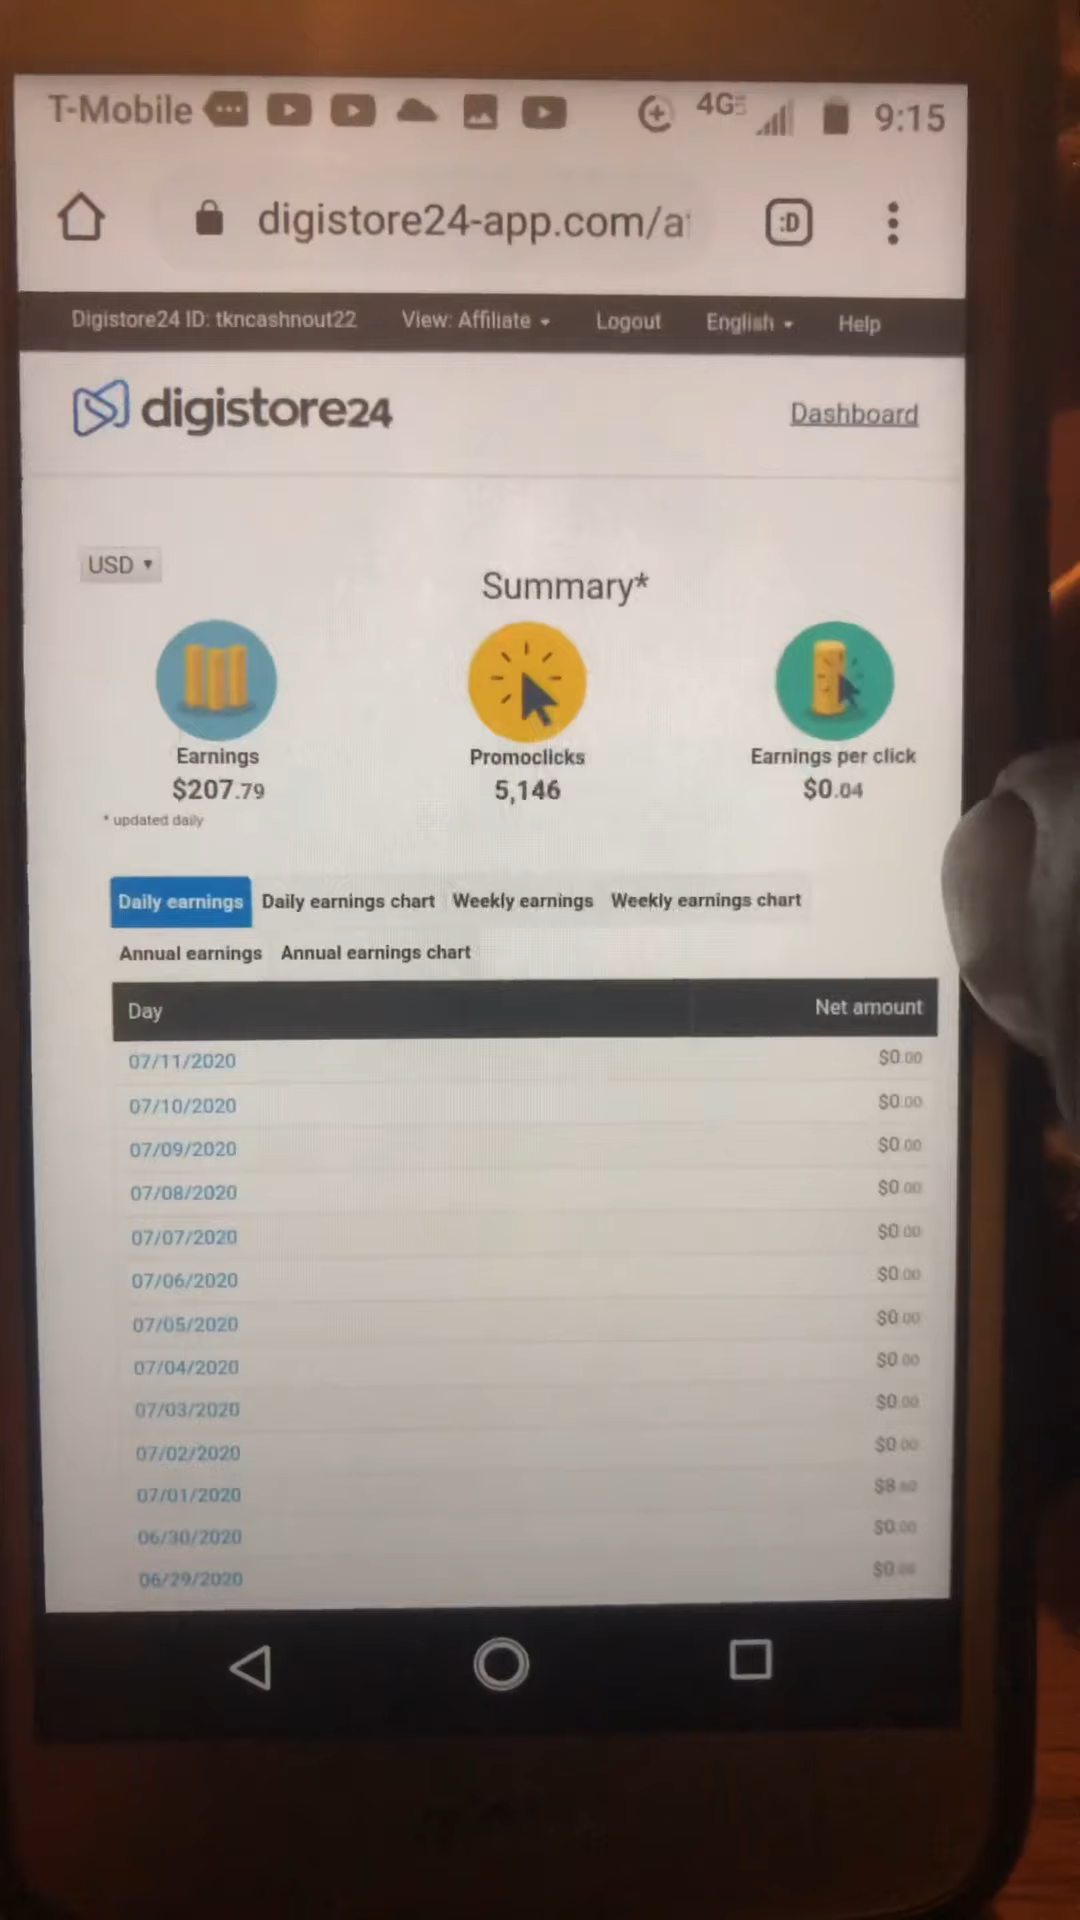 T-Mobile 4G 9:15
digistore24-app.com/a :D
Digistore24 ID: tkncashnout22 View: Affiliate Logout English Help
digistore24 Dashboard
USD
Summary*
Earnings Promoclicks Earnings per click
$207.79 5,146 $0.04
* updated daily
Daily earnings Daily earnings chart Weekly earnings Weekly earnings chart
Annual earnings Annual earnings chart
Day Net amount
07/11/2020 $0.00
07/10/2020 $0.00
07/09/2020 $0.00
07/08/2020 $0.00
07/07/2020 $0.00
07/06/2020 $0.00
07/05/2020 $0.00
07/04/2020 $0.00
07/03/2020 $0.00
07/02/2020 $0.00
07/01/2020
06/30/2020 $0.00
06/29/2020